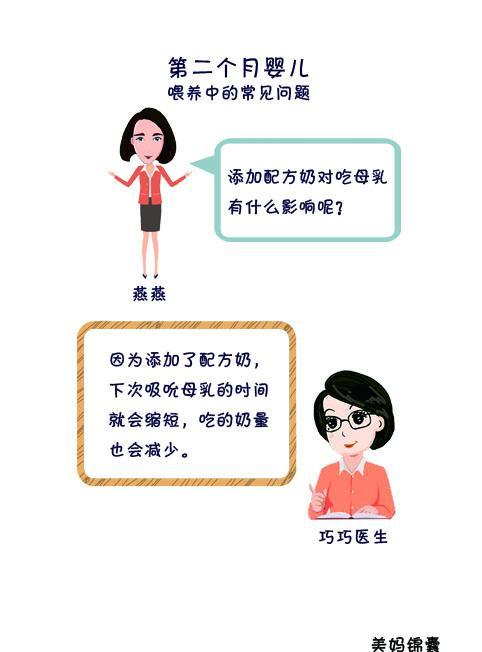 第二个月婴儿
喂养中的常见问题
添加配方奶对吃母乳
有什么影响呢？
燕燕
因为添加了配方奶，
下次吸吮母乳的时间
就会缩短，吃的奶量
也会减少。
巧巧医生
美妈锦囊